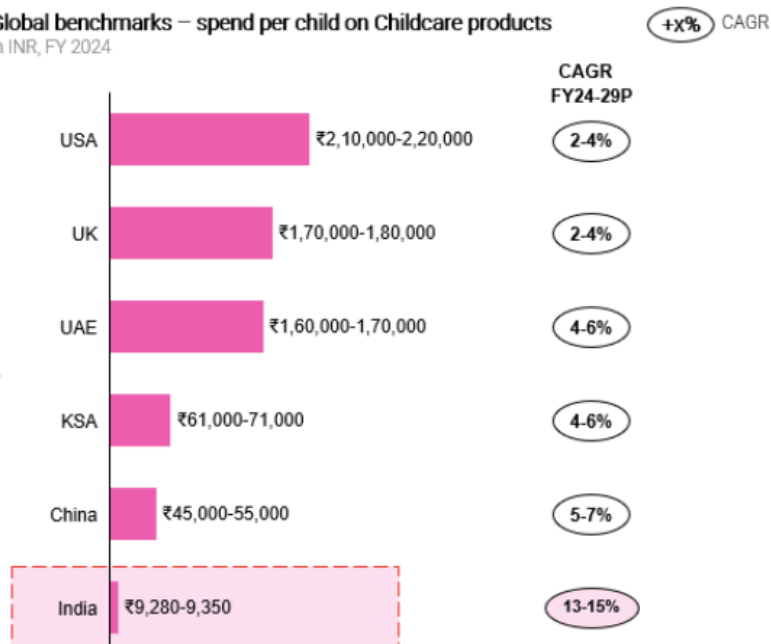 Global benchmarks – spend per child on Childcare products
+x% CAGR
INR, FY 2024
CAGR
FY24-29P
USA ₹2,10,000-2,20,000 2-4%
UK ₹1,70,000-1,80,000 2-4%
UAE ₹1,60,000-1,70,000 4-6%
KSA ₹61,000-71,000 4-6%
China ₹45,000-55,000 5-7%
India ₹9,280-9,350 13-15%